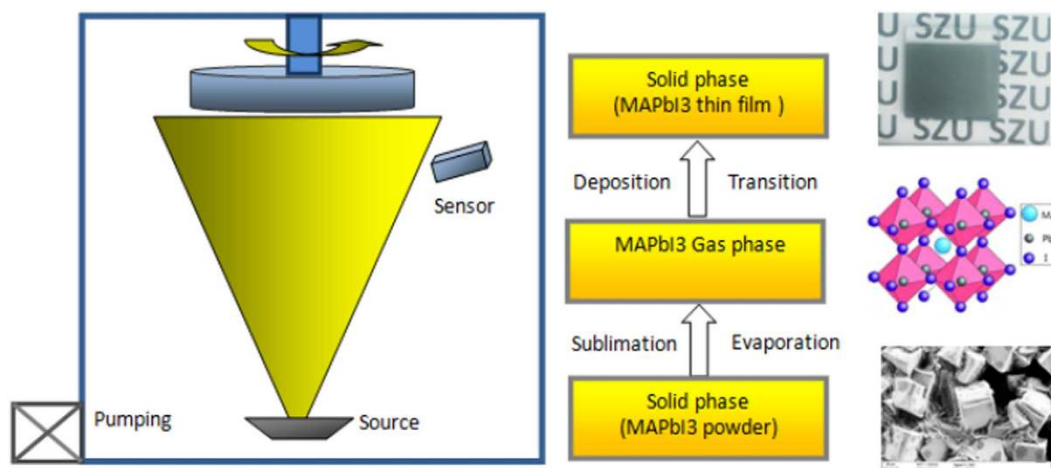 Sensor
Pumping
Source
Solid phase
(MAPbI3 thin film )
Deposition
Transition
MAPbI3 Gas phase
Sublimation
Evaporation
Solid phase
(MAPbI3 powder)
U SZU SZ
U SZU
U
SZU
SZU SZU
I